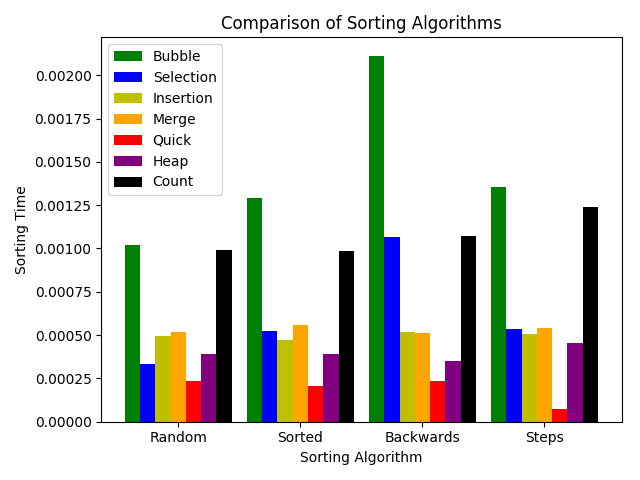 Comparison of Sorting Algorithms
Sorting Time
0.00200
0.00175
0.00150
0.00125
0.00100
0.00075
0.00050
0.00025
0.00000
Bubble
Selection
Insertion
Merge
Quick
Heap
Count
Random
Sorted
Backwards
Steps
Sorting Algorithm